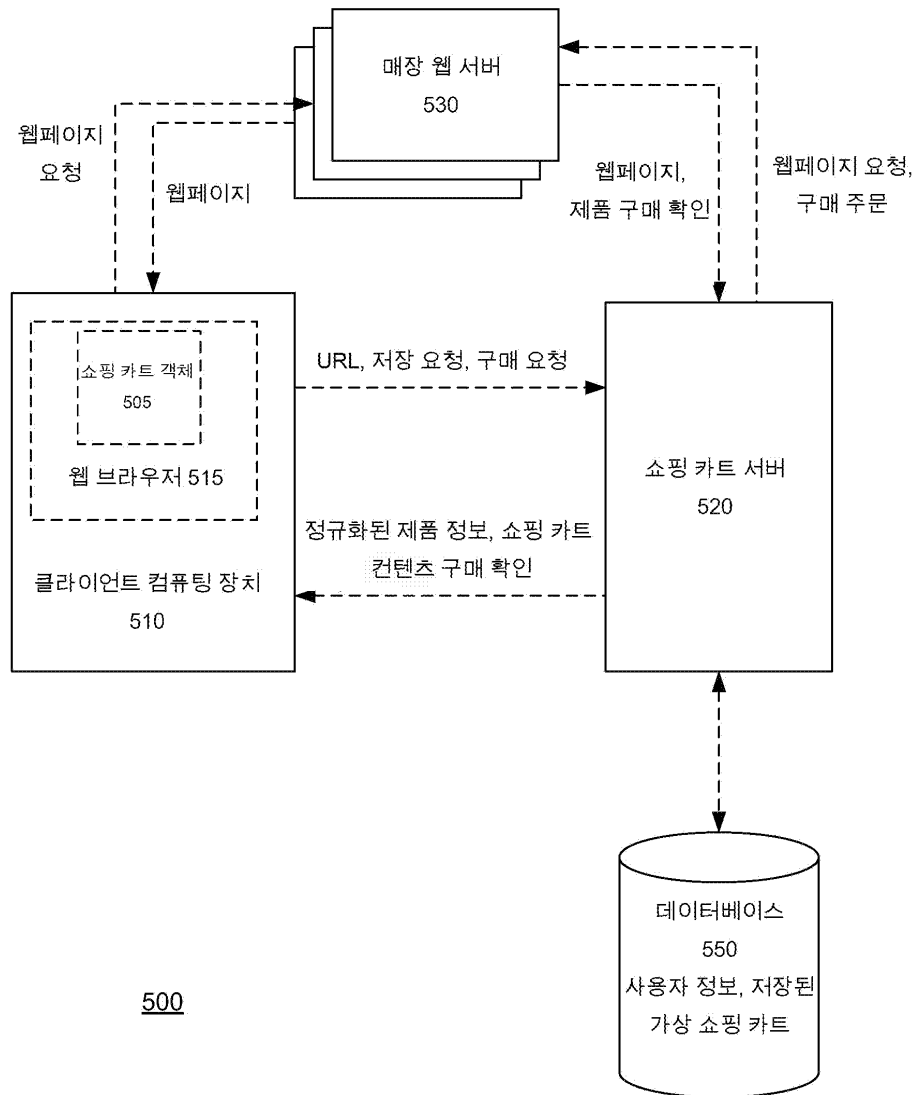 매장 웹 서버
530
웹페이지
요청
웹페이지
웹페이지,
제품 구매 확인
웹페이지 요청,
구매 주문
쇼핑 카트 객체
505
웹 브라우저 515
클라이언트 컴퓨팅 장치
510
URL, 저장 요청, 구매 요청
정규화된 제품 정보, 쇼핑 카트
컨텐츠 구매 확인
쇼핑 카트 서버
520
데이터베이스
550
사용자 정보, 저장된
가상 쇼핑 카트
500